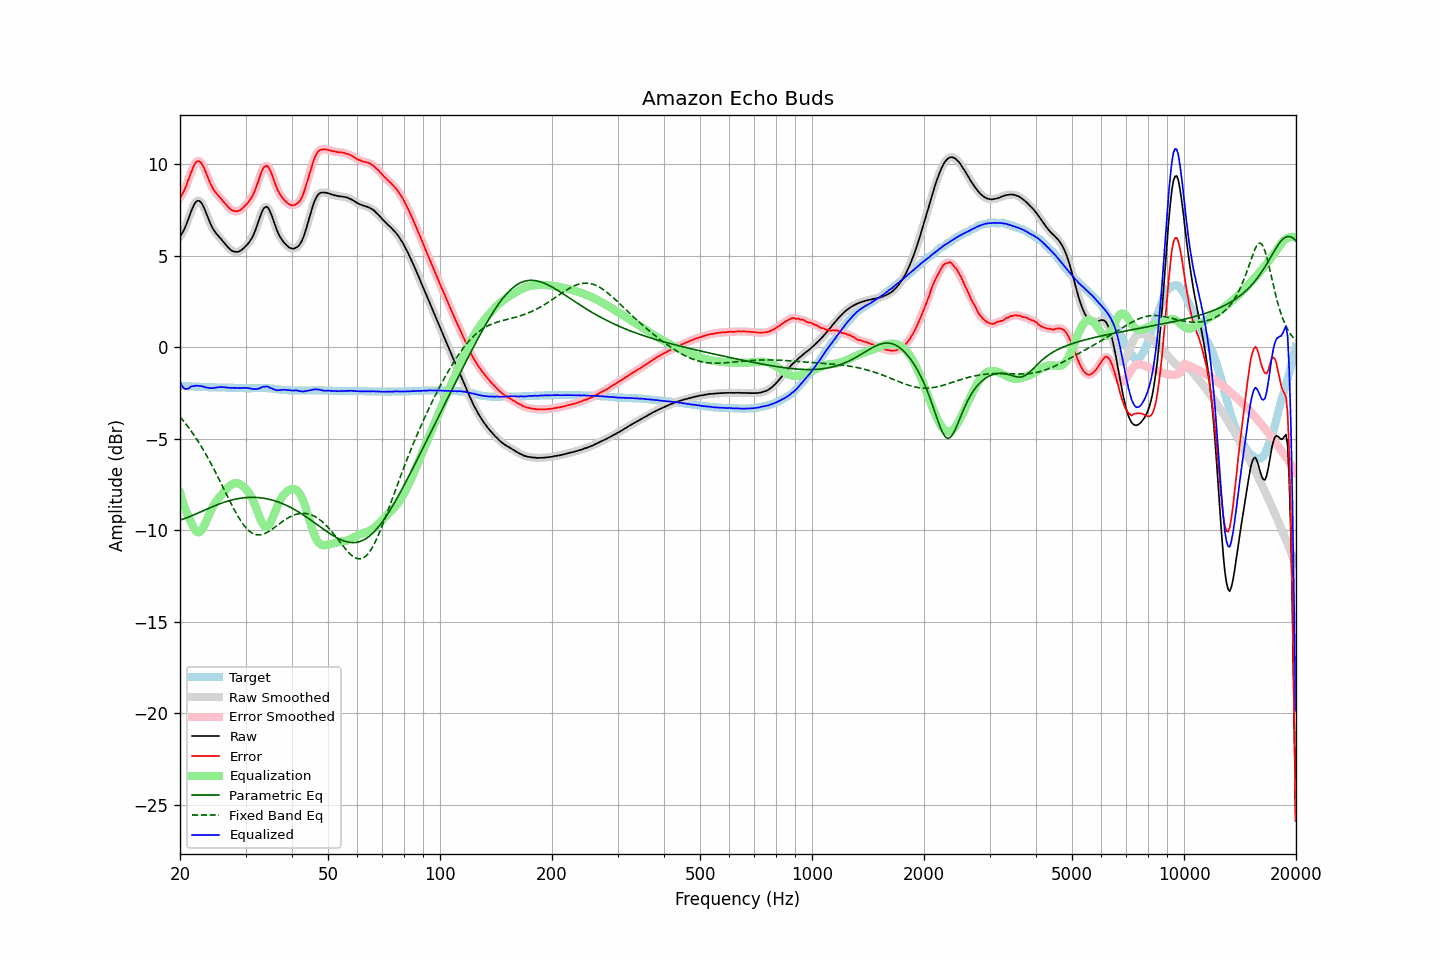 Amazon Echo Buds
Amplitude (dBr)
10
5
0
−5
−10
−15
−20
−25
Target
Raw Smoothed
Error Smoothed
Raw
Error
Equalization
Parametric Eq
Fixed Band Eq
Equalized
20 50 100 200 500 1000 2000 5000 10000 20000
Frequency (Hz)